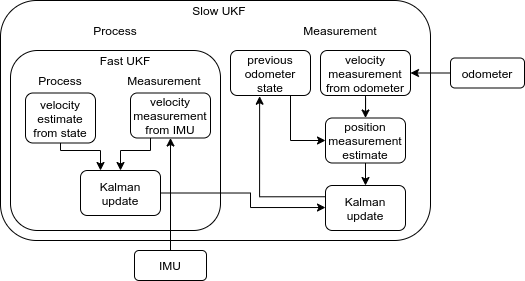 Slow UKF
Process
Measurement
Fast UKF
Process
Measurement
velocity
estimate
from state
velocity
measurement
from IMU
Kalman
update
previous
odometer
state
velocity
measurement
from odometer
odometer
position
measurement
estimate
Kalman
update
IMU